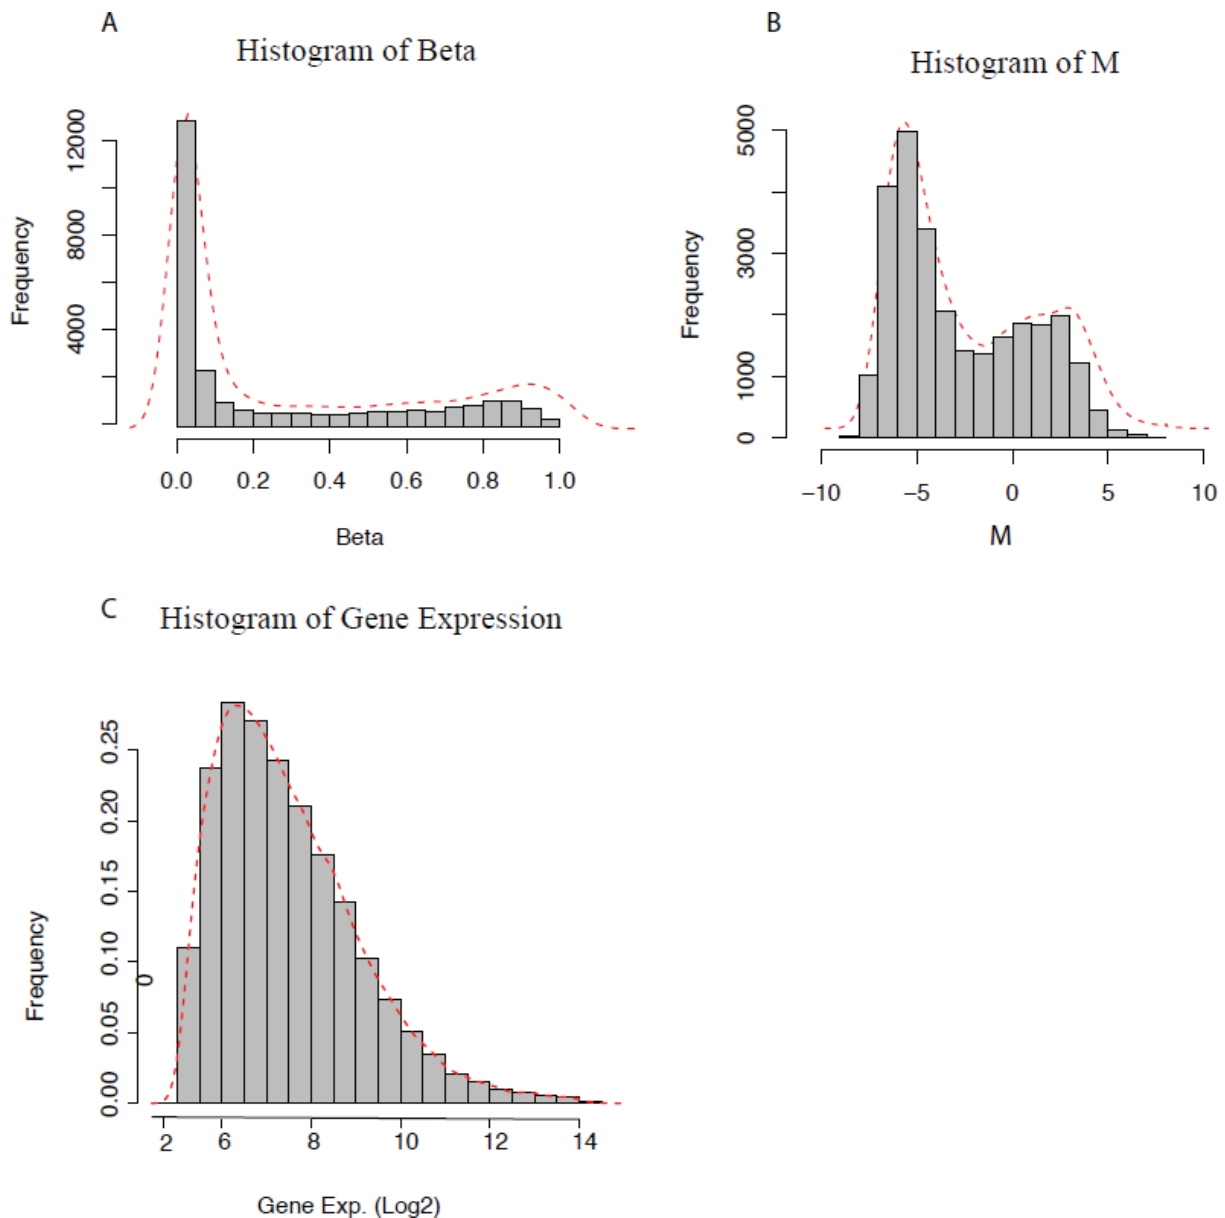 A
Histogram of Beta
Frequency
4000
8000
12000
0.0 0.2 0.4 0.6 0.8 1.0
Beta
B
Histogram of M
Frequency
0
1000
3000
5000
−10 −5 0 5 10
M
C
Histogram of Gene Expression
Frequency
0
0.00
0.05
0.10
0.15
0.20
0.25
2 6 8 10 12 14
Gene Exp. (Log2)